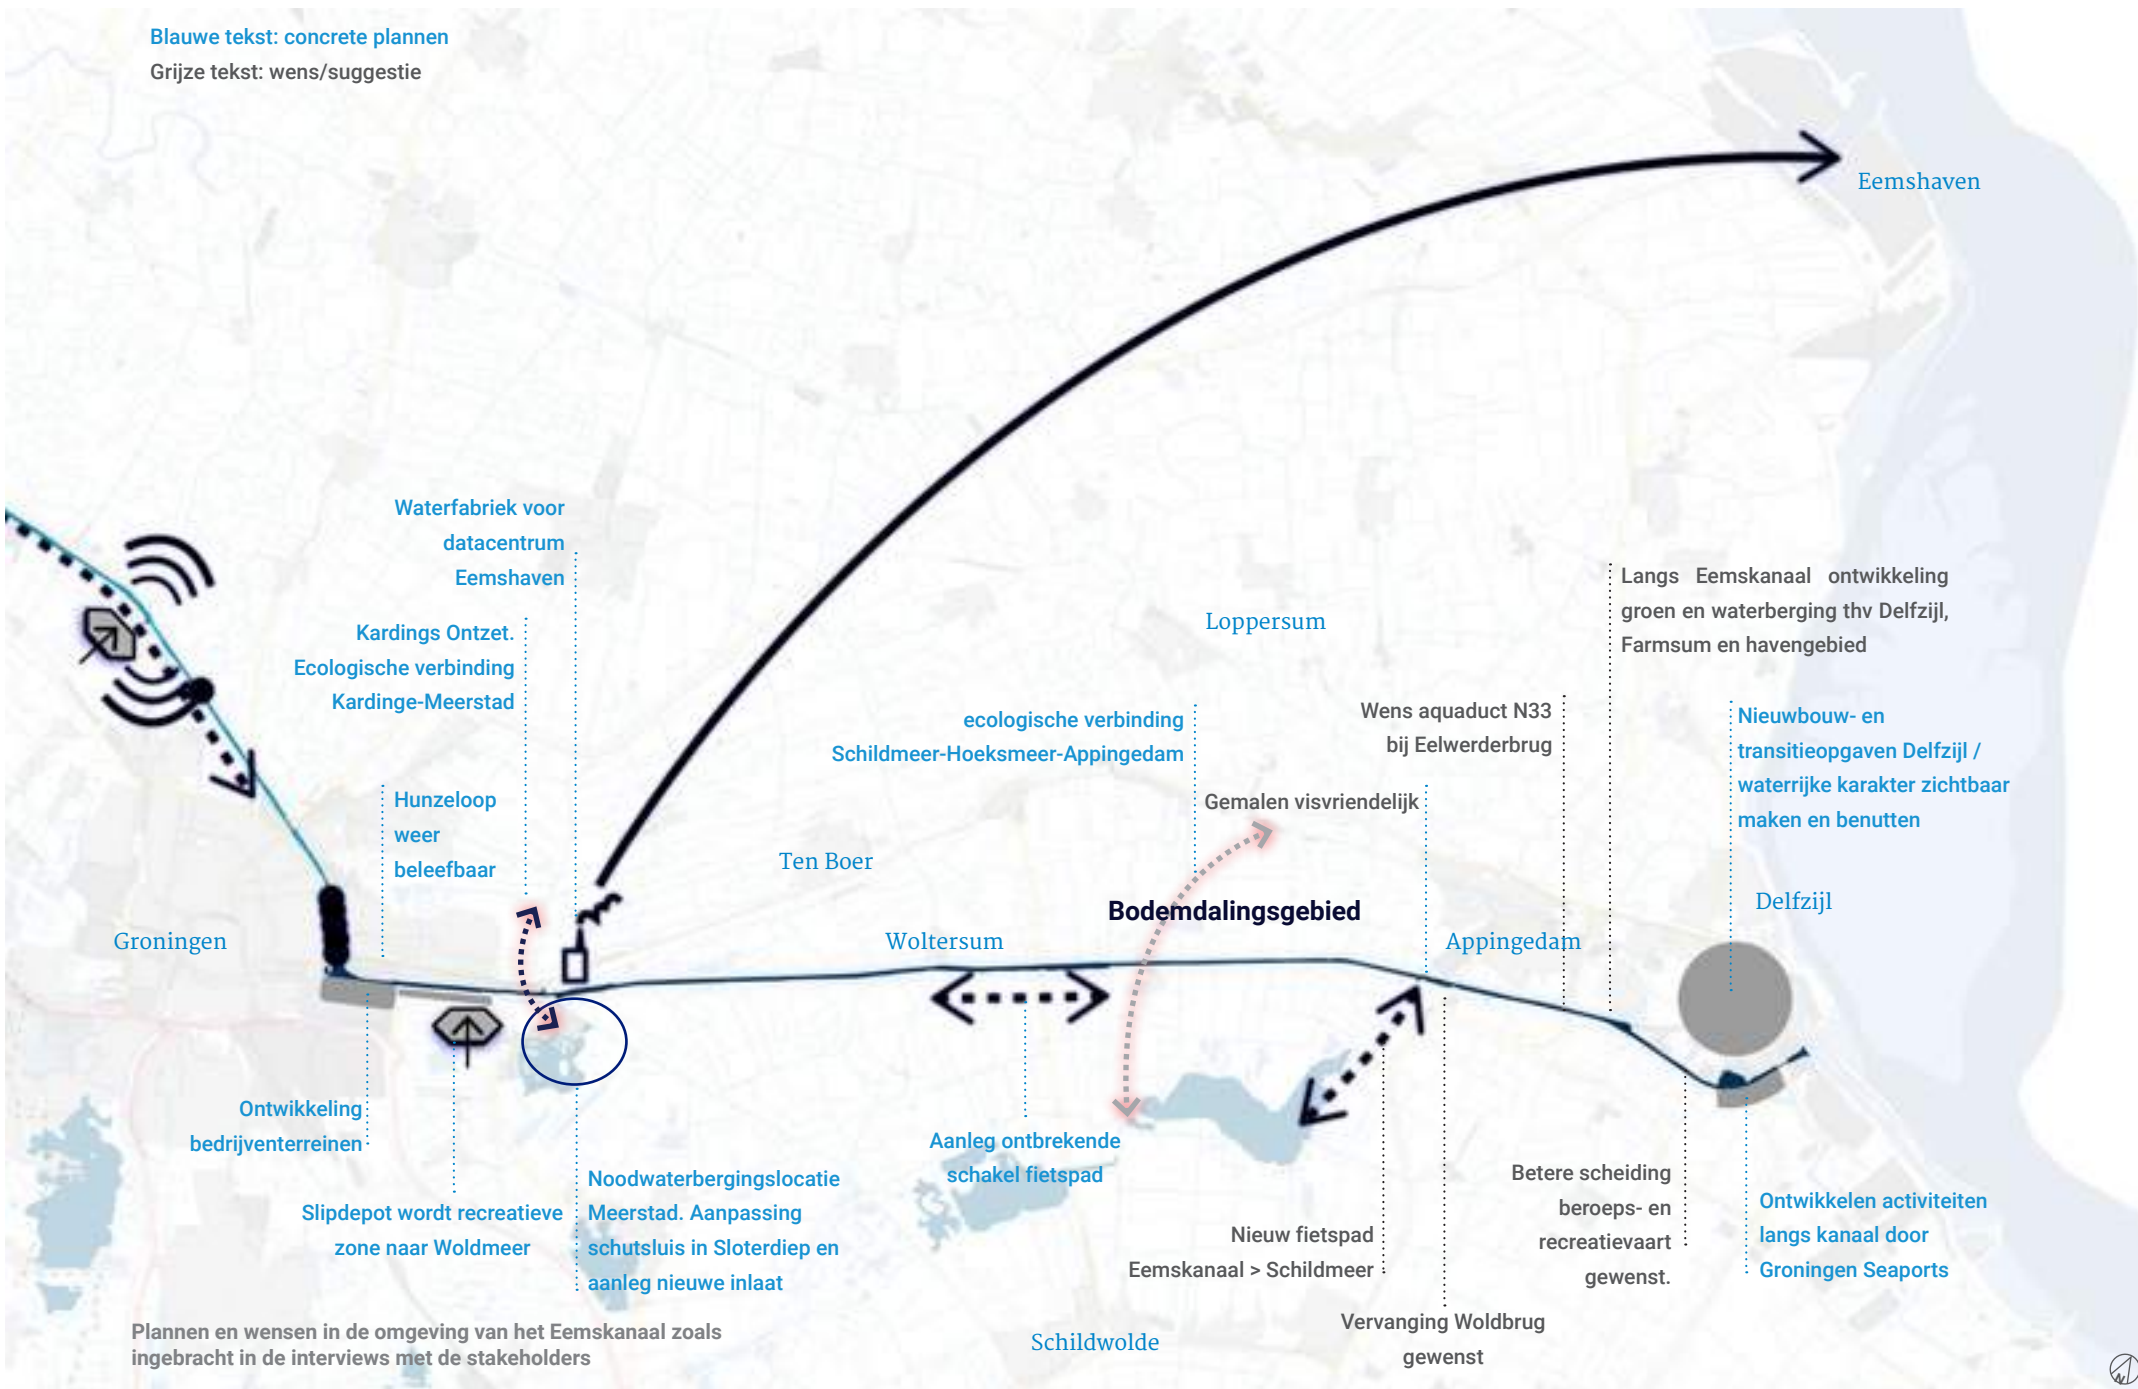 Blauwe tekst: concrete plannen
Grijze tekst: wens/suggestie
Eemshaven
Waterfabriek voor
datacentrum
Eemshaven
Kardings Ontzet.
Ecologische verbinding
Kardinge-Meerstad
Hunzeloop
weer
beleefbaar
Groningen
Ten Boer
Loppersum
ecologische verbinding
Schildmeer-Hoeksmeer-Appingedam
Gemalen visvriendelijk
Wens aquaduct N33
bij Eelwerderbrug
Langs Eemskanaal ontwikkeling
groen en waterberging thv Delfzijl,
Farmsum en havengebied
Nieuwbouw- en
transitieopgaven Delfzijl /
waterrijke karakter zichtbaar
maken en benutten
Bodemdalingsgebied
Woltersum
Appingedam
Delfzijl
Ontwikkeling
bedrijventerreinen
Slipdepot wordt recreatieve
zone naar Woldmeer
Noodwaterbergingslocatie
Meerstad. Aanpassing
schutsluis in Sloterdiep en
aanleg nieuwe inlaat
Aanleg ontbrekende
schakel fietspad
Nieuw fietspad
Eemskanaal > Schildmeer
Vervanging Woldbrug
gewenst
Betere scheiding
beroeps- en
recreatievaart
gewenst.
Ontwikkelen activiteiten
langs kanaal door
Groningen Seaports
Schildwolde
Plannen en wensen in de omgeving van het Eemskanaal zoals
ingebracht in de interviews met de stakeholders
N